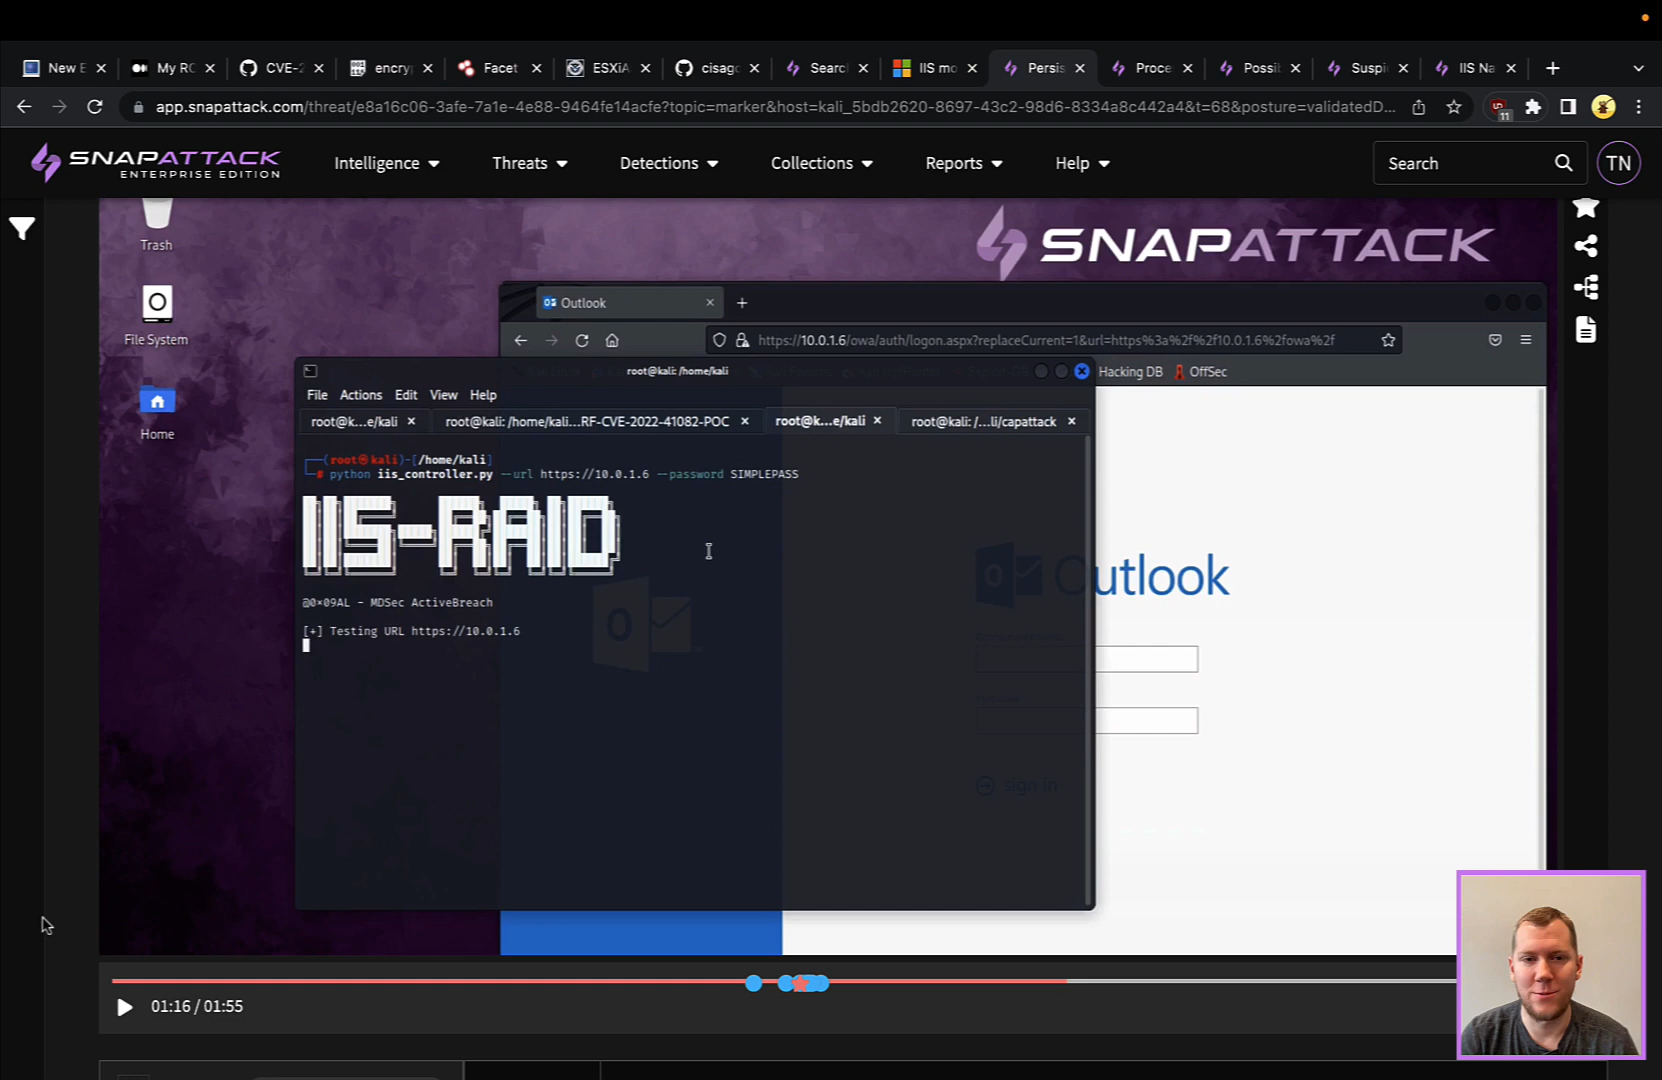 New E
My RC
CVE-2
encry
Facet
ESXiA
cisago
Searc
IIS mo
Persis
Proce
Possib
Suspi
IIS Na
app.snapattack.com/threat/e8a16c06-3afe-7a1e-4e88-9464fe14acfe?topic=marker&host=kali_5bdb2620-8697-43c2-98d6-8334a8c442a4&t=68&posture=validatedD...
11
SNAPATTACK
ENTERPRISE EDITION
Intelligence
Threats
Detections
Collections
Reports
Help
Search
TN
Trash
SNAPATTACK
File System
Home
Outlook
https://10.0.1.6/owa/auth/logon.aspx?replaceCurrent=1&url=https%3a%2f%2f10.0.1.6%2fowa%2f
Hacking DB
OffSec
root@kali: /home/kali
File Actions Edit View Help
root@k...e/kali
root@kali: /home/kali...RF-CVE-2022-41082-POC
root@k...e/kali
root@kali: /...li/capattack
(root㉿kali)-[/home/kali]
# python iis_controller.py --url https://10.0.1.6 --password SIMPLEPASS
IIS-RAID
@0×09AL - MDSec ActiveBreach
[+] Testing URL https://10.0.1.6
Outlook
sign in
01:16 / 01:55